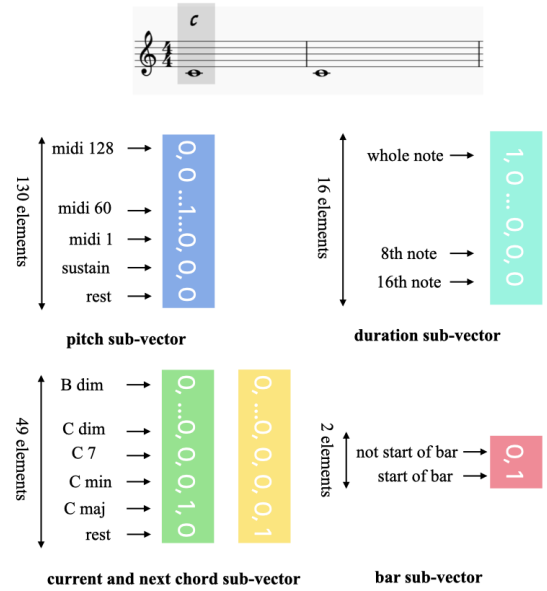 C
4
4
130 elements
midi 128
midi 60
midi 1
sustain
rest
0, 0 ...1...0, 0, 0
pitch sub-vector
16 elements
whole note
8th note
16th note
1, 0 ... 0, 0, 0
duration sub-vector
49 elements
B dim
C dim
C 7
C min
C maj
rest
0, ...0, 0, 0, 1, 0
0, ...0, 0, 0, 0, 1
current and next chord sub-vector
2 elements
not start of bar
start of bar
0, 1
bar sub-vector